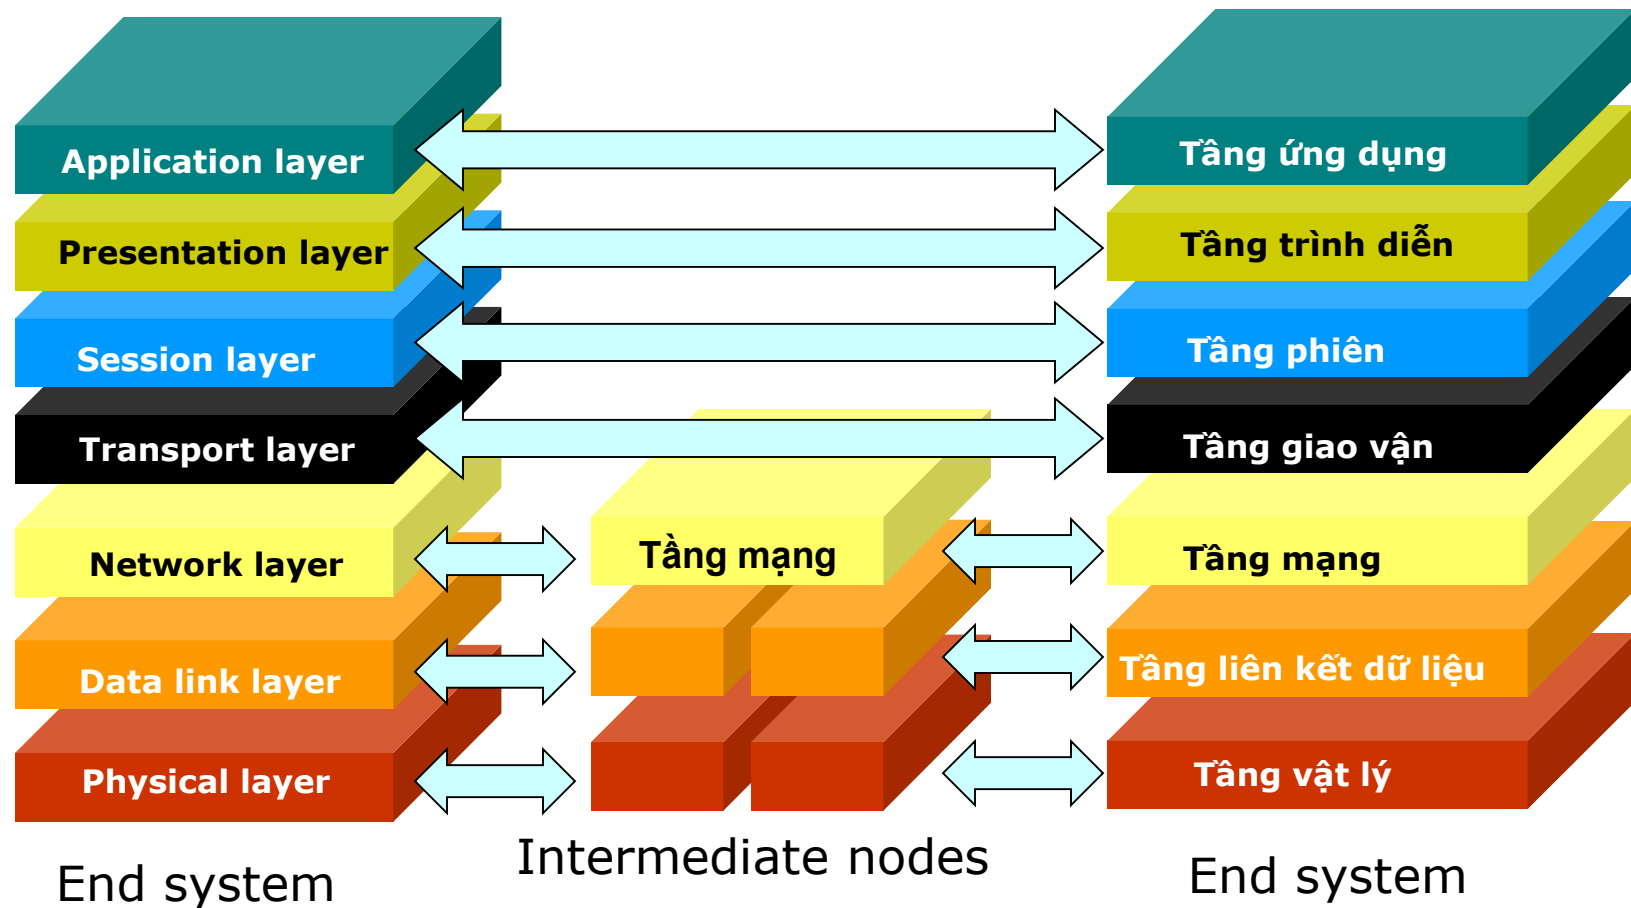 Application layer
Presentation layer
Session layer
Transport layer
Network layer
Data link layer
Physical layer
End system
Tầng mạng
Intermediate nodes
Tầng ứng dụng
Tầng trình diễn
Tầng phiên
Tầng giao vận
Tầng mạng
Tầng liên kết dữ liệu
Tầng vật lý
End system